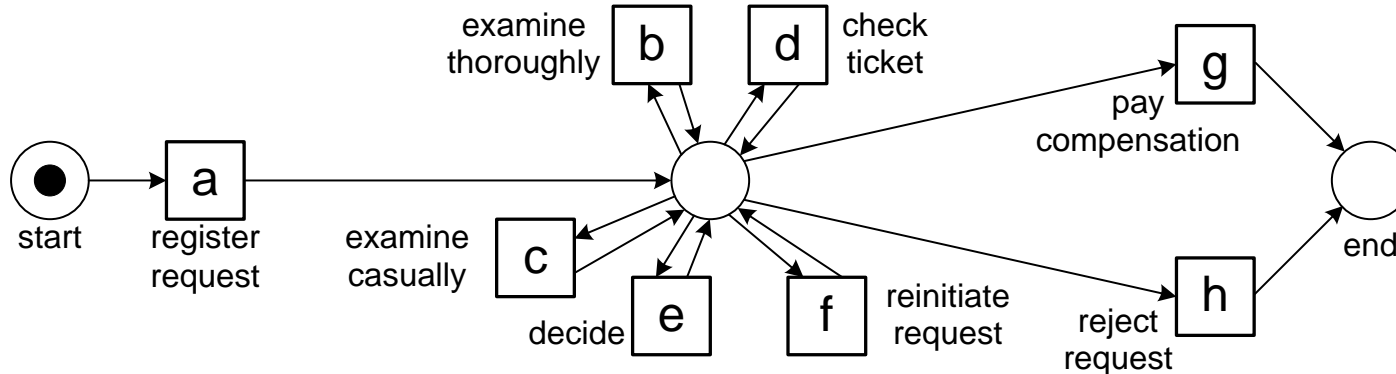 examine
thoroughly
b
d
check
ticket
g
pay
compensation
a
start
register
request
examine
casually
c
decide
e
f
reinitiate
request
h
reject
request
end